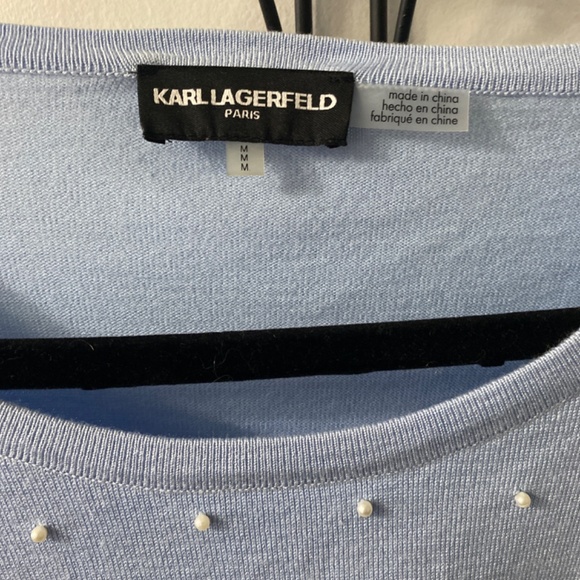 KARL LAGERFELD
PARIS
M
M
M
made in china
hecho en china
fabriqué en chine